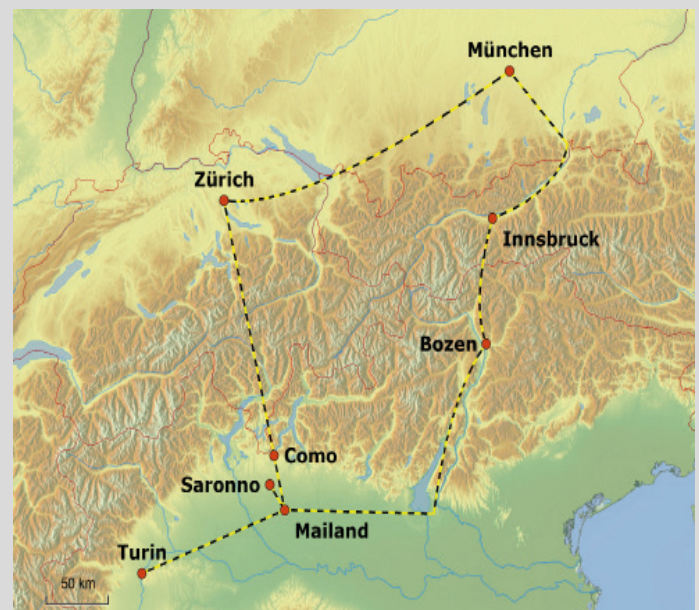 München
Zürich
Innsbruck
Bozen
Como
Saronno
Mailand
Turin
50 km